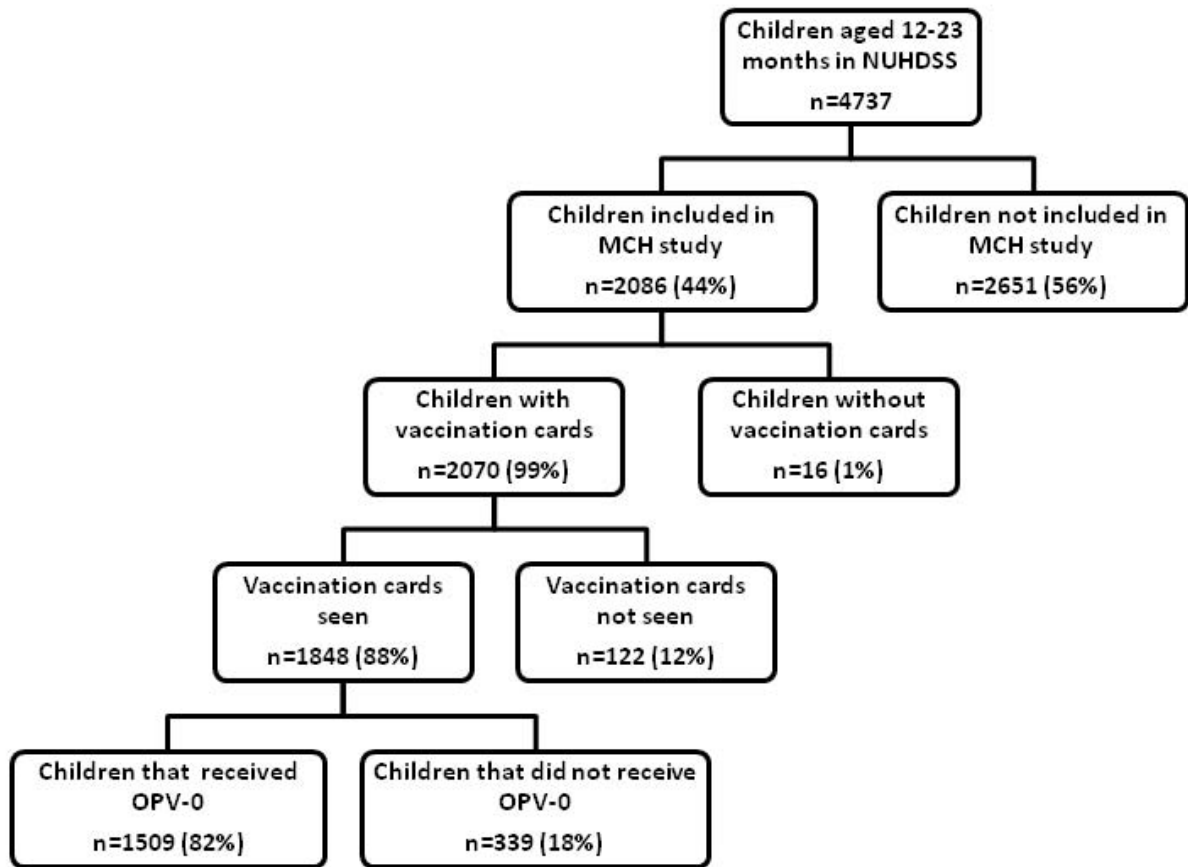 Children aged 12-23
months in NUHDSS
n=4737
Children included in
MCH study
n=2086 (44%)
Children not included in
MCH study
n=2651 (56%)
Children with
vaccination cards
n=2070 (99%)
Children without
vaccination cards
n=16 (1%)
Vaccination cards
seen
n=1848 (88%)
Vaccination cards
not seen
n=122 (12%)
Children that received
OPV-0
n=1509 (82%)
Children that did not receive
OPV-0
n=339 (18%)